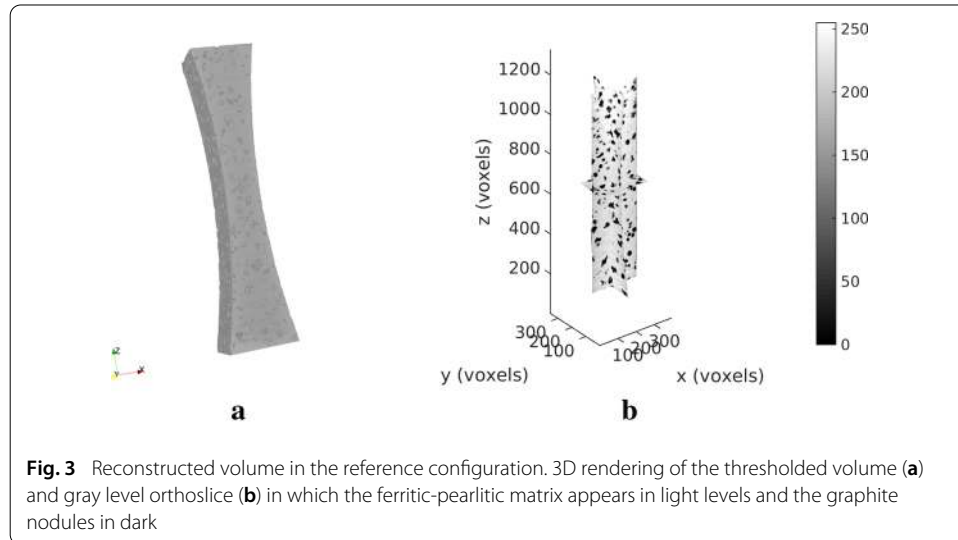 z
Y
x
a
1200
1000
800
600
400
200
z (voxels)
300
200
100
y (voxels)
100
200
300
x (voxels)
b
250
200
150
100
50
0
Fig. 3 Reconstructed volume in the reference configuration. 3D rendering of the thresholded volume (a)
and gray level orthoslice (b) in which the ferritic-pearlitic matrix appears in light levels and the graphite
nodules in dark